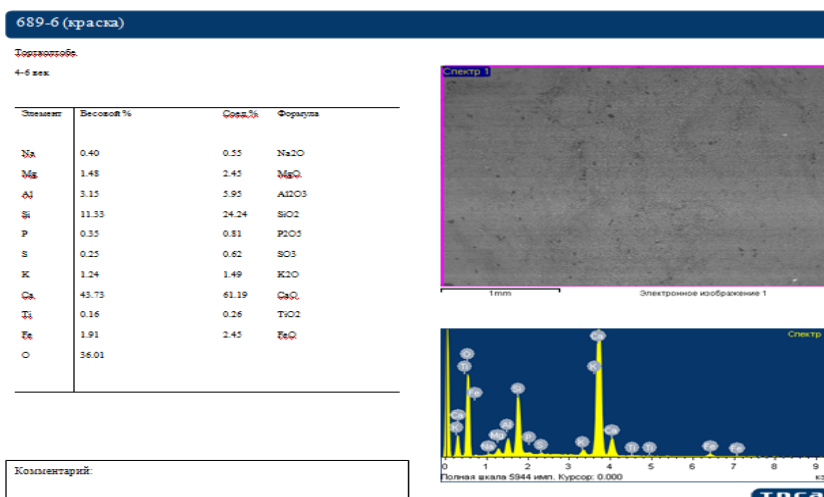 689-6 (краска)
Тортколтобе
4-6 век
Элемент Весовой % Соед.% Формула
Na 0.40 0.55 Na2O
Mg 1.48 2.45 MgO
Al 3.15 5.95 Al2O3
Si 11.33 24.24 SiO2
P 0.35 0.81 P2O5
S 0.25 0.62 SO3
K 1.24 1.49 K2O
Ca 43.73 61.19 CaO
Ti 0.16 0.26 TiO2
Fe 1.91 2.45 FeO
O 36.01
Комментарий:
Спектр 1
1mm Электронное изображение 1
Спектр
Ca
O
Ti K
Fe Si
Ca Al Ca
K Na Mg P S K Ti Ti Fe Fe
0 1 2 3 4 5 6 7 8 9
Полная шкала 5944 имп. Курсор: 0.000